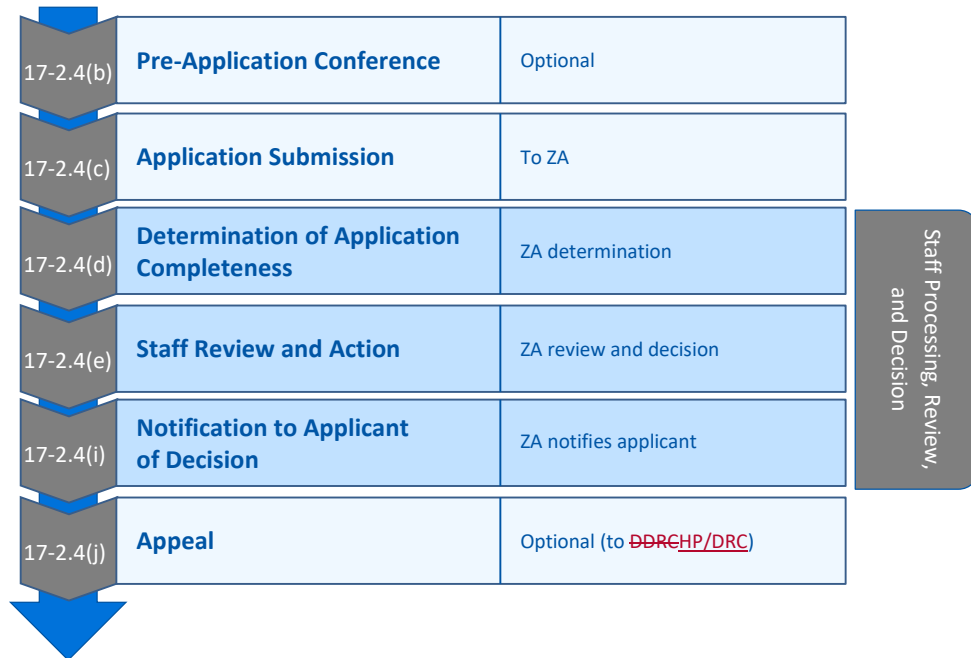 17-2.4(b)
Pre-Application Conference
Optional
17-2.4(c)
Application Submission
To ZA
17-2.4(d)
Determination of Application
Completeness
ZA determination
17-2.4(e)
Staff Review and Action
ZA review and decision
17-2.4(i)
Notification to Applicant
of Decision
ZA notifies applicant
17-2.4(j)
Appeal
Optional (to DDRCHP/DRC)
Staff Processing, Review,
and Decision